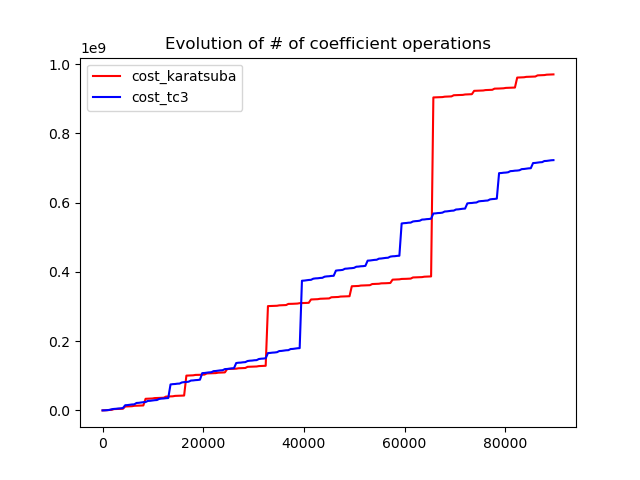 Evolution of # of coefficient operations
1e9
cost_karatsuba
cost_tc3
1.0
0.8
0.6
0.4
0.2
0.0
0 20000 40000 60000 80000